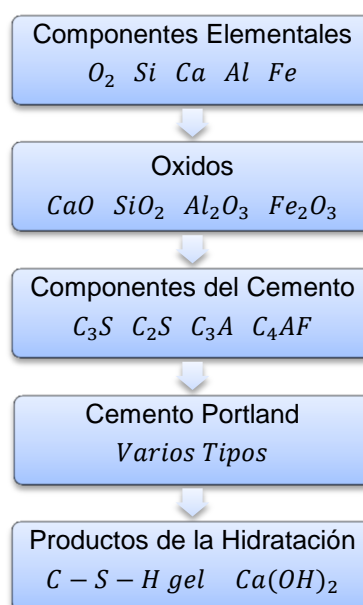 Componentes Elementales
O₂ Si Ca Al Fe
Oxidos
CaO SiO₂ Al₂O₃ Fe₂O₃
Componentes del Cemento
C₃S C₂S C₃A C₄AF
Cemento Portland
Varios Tipos
Productos de la Hidratación
C − S − H gel Ca(OH)₂